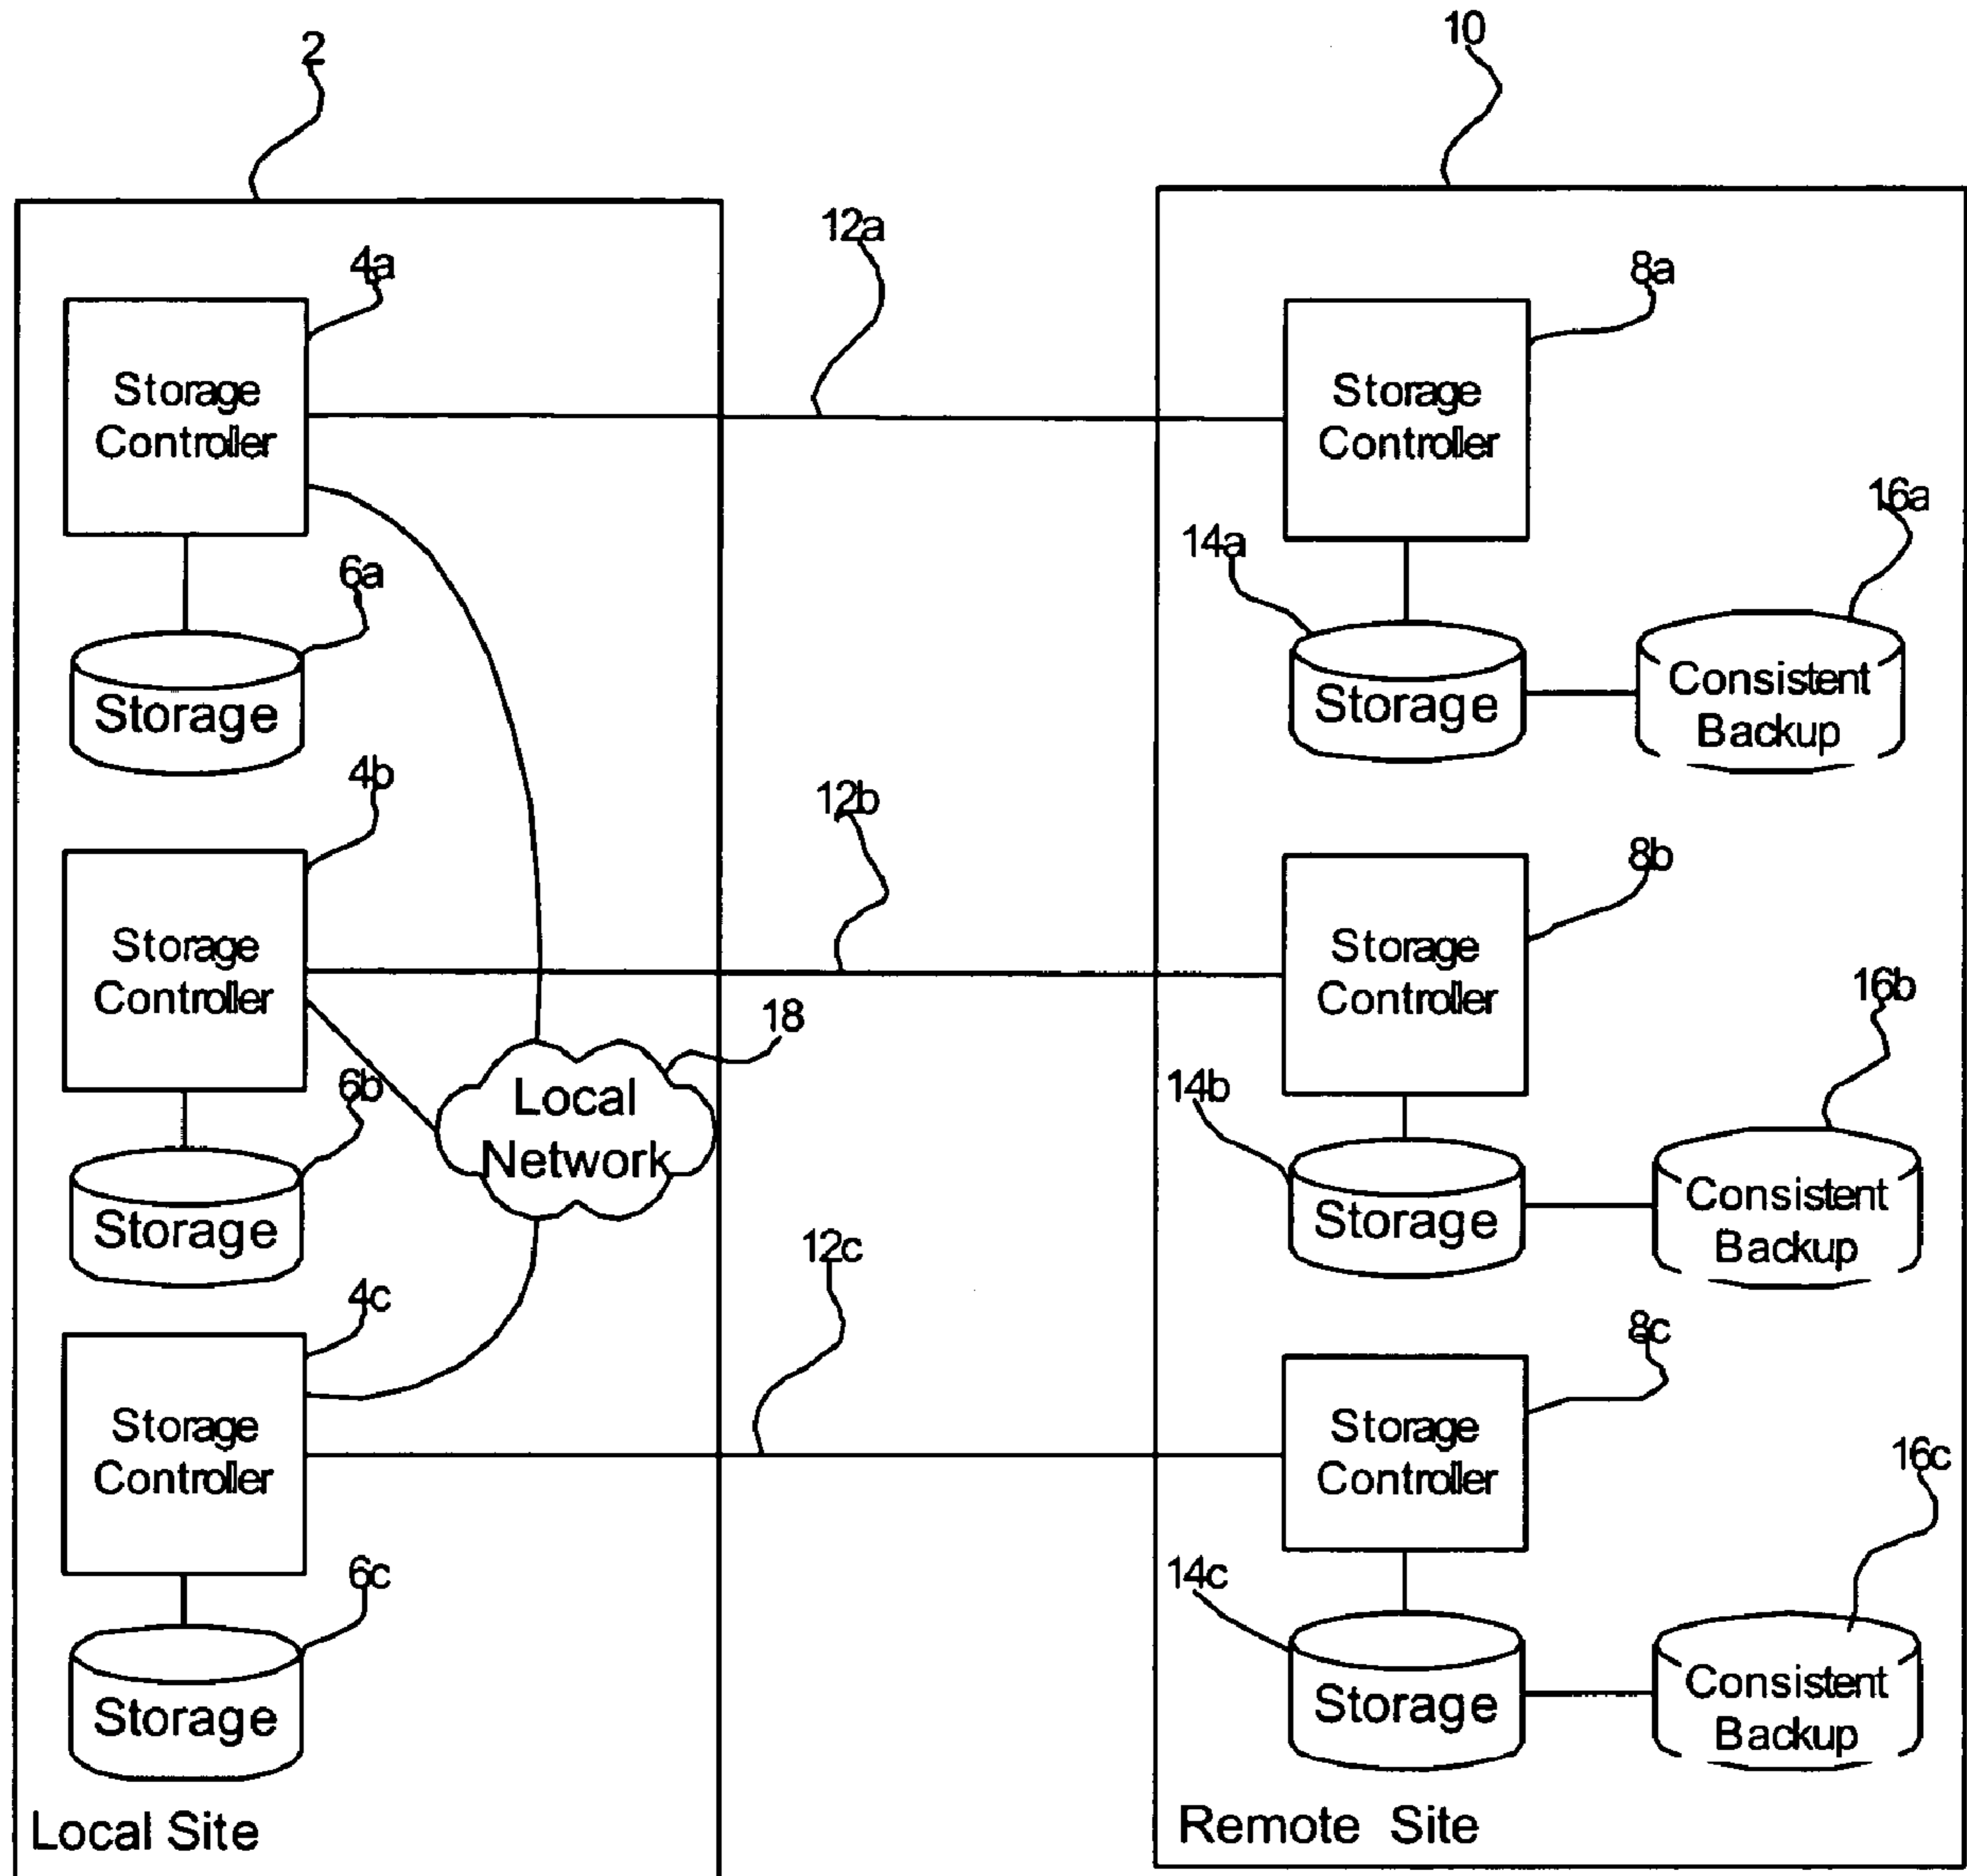 2
10
12a
4a
8a
Storage
Controller
Storage
Controller
16a
14a
6a
Storage
Storage
Consistent
Backup
4b
12b
8b
Storage
Controller
Storage
Controller
16b
18
6b
Local
Network
14b
Storage
Storage
Consistent
Backup
12c
4c
8c
Storage
Controller
Storage
Controller
16c
6c
14c
Storage
Storage
Consistent
Backup
Local Site
Remote Site